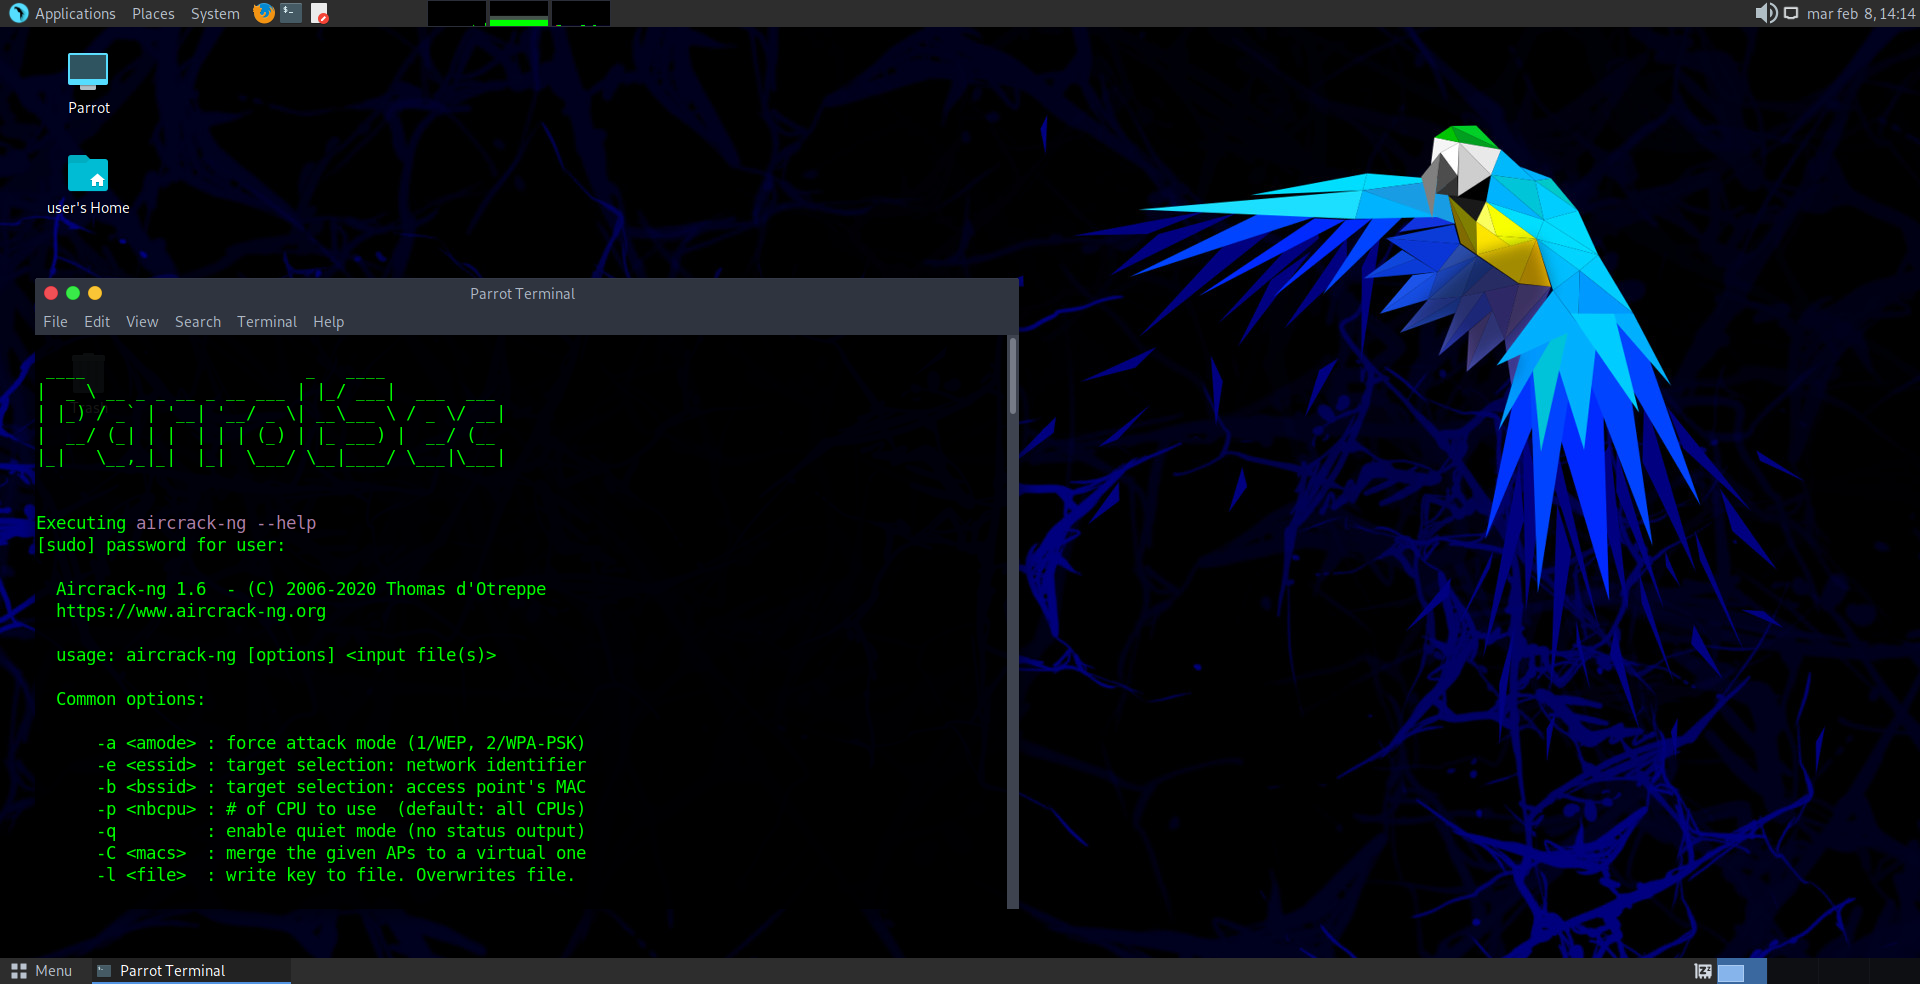 Applications Places System
mar feb 8, 14:14
Parrot
user's Home
Parrot Terminal
File Edit View Search Terminal Help
ParrotSec
Executing aircrack-ng --help
[sudo] password for user:
Aircrack-ng 1.6 - (C) 2006-2020 Thomas d'Otreppe
https://www.aircrack-ng.org
usage: aircrack-ng [options] <input file(s)>
Common options:
-a <amode> : force attack mode (1/WEP, 2/WPA-PSK)
-e <essid> : target selection: network identifier
-b <bssid> : target selection: access point's MAC
-p <nbcpu> : # of CPU to use (default: all CPUs)
-q : enable quiet mode (no status output)
-C <macs> : merge the given APs to a virtual one
-l <file> : write key to file. Overwrites file.
Menu Parrot Terminal